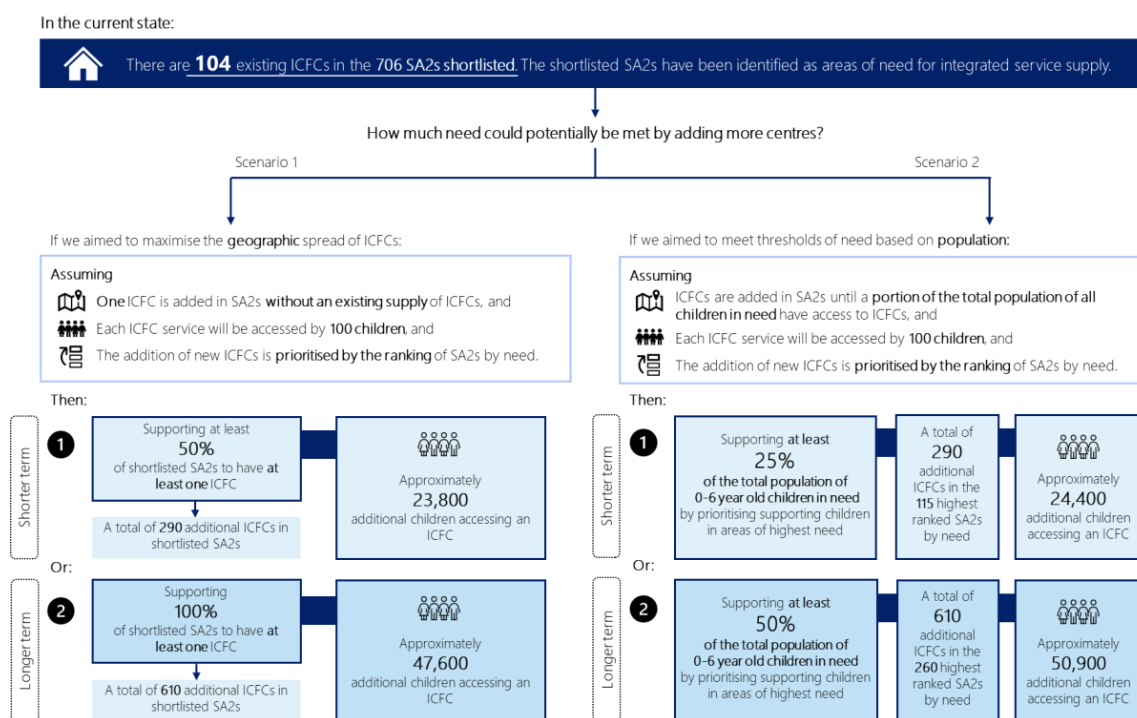 In the current state:
There are 104 existing ICFCs in the 706 SA2s shortlisted. The shortlisted SA2s have been identified as areas of need for integrated service supply.
How much need could potentially be met by adding more centres?
Scenario 1
If we aimed to maximise the geographic spread of ICFCs:
Assuming
One ICFC is added in SA2s without an existing supply of ICFCs, and
Each ICFC service will be accessed by 100 children, and
The addition of new ICFCs is prioritised by the ranking of SA2s by need.
Then:
Shorter term
1
Supporting at least
50%
of shortlisted SA2s to have at
least one ICFC
A total of 290 additional ICFCs in
shortlisted SA2s
Approximately
23,800
additional children accessing an
ICFC
Or:
Longer term
2
Supporting
100%
of shortlisted SA2s to have at
least one ICFC
A total of 610 additional ICFCs in
shortlisted SA2s
Approximately
47,600
additional children accessing an
ICFC
Scenario 2
If we aimed to meet thresholds of need based on population:
Assuming
ICFCs are added in SA2s until a portion of the total population of all
children in need have access to ICFCs, and
Each ICFC service will be accessed by 100 children, and
The addition of new ICFCs is prioritised by the ranking of SA2s by need.
Then:
Shorter term
1
Supporting at least
25%
of the total population of
0-6 year old children in need
by prioritising supporting children
in areas of highest need
A total of
290
additional
ICFCs in the
115 highest
ranked SA2s
by need
Approximately
24,400
additional children
accessing an ICFC
Or:
Longer term
2
Supporting at least
50%
of the total population of
0-6 year old children in need
by prioritising supporting children
in areas of highest need
A total of
610
additional
ICFCs in the
260 highest
ranked SA2s
by need
Approximately
50,900
additional children
accessing an ICFC